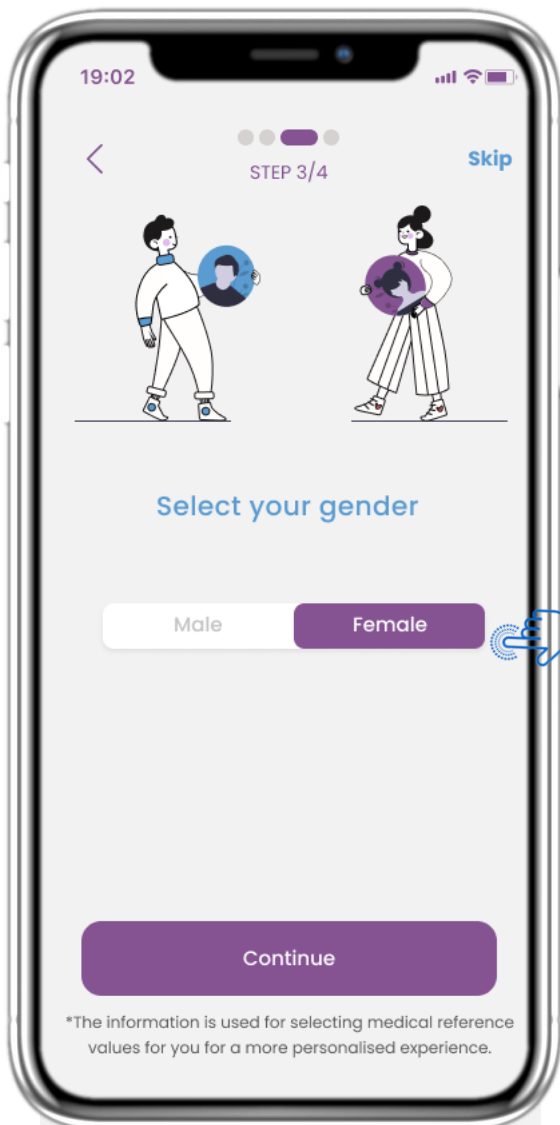 19:02
STEP 3/4
Skip
Select your gender
Male Female
Continue
*The information is used for selecting medical reference
values for you for a more personalised experience.